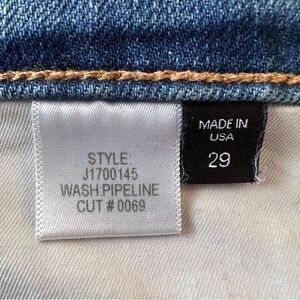 STYLE:
J1700145
WASH:PIPELINE
CUT # 0069
MADE IN
USA
29